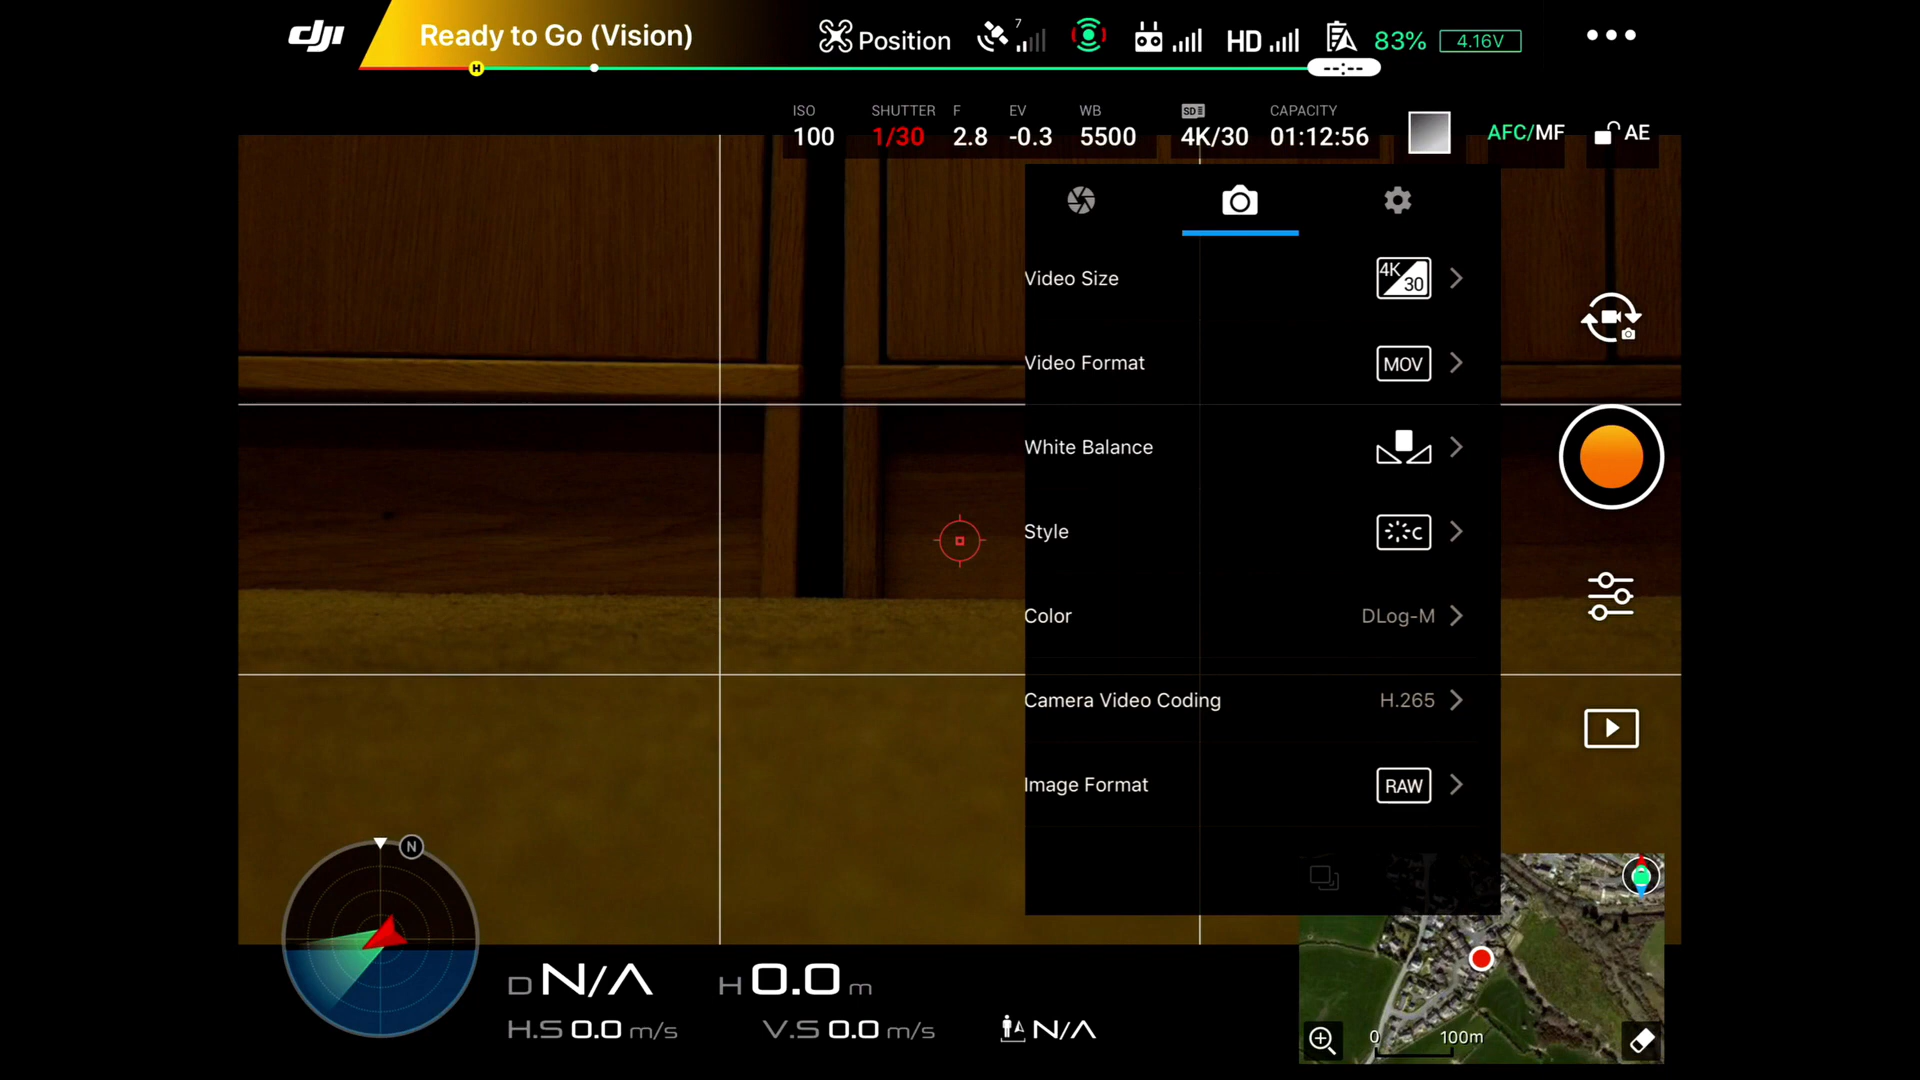 dji Ready to Go (Vision) Position 7 HD 83% 4.16V
H --:--
ISO SHUTTER F EV WB SD CAPACITY
100 1/30 2.8 -0.3 5500 4K/30 01:12:56 AFC/MF AE
Video Size 4K 30
Video Format MOV
White Balance
Style C
Color DLog-M
Camera Video Coding H.265
Image Format RAW
N
D N/A H 0.0 m
H.S 0.0 m/s V.S 0.0 m/s N/A
0 100m